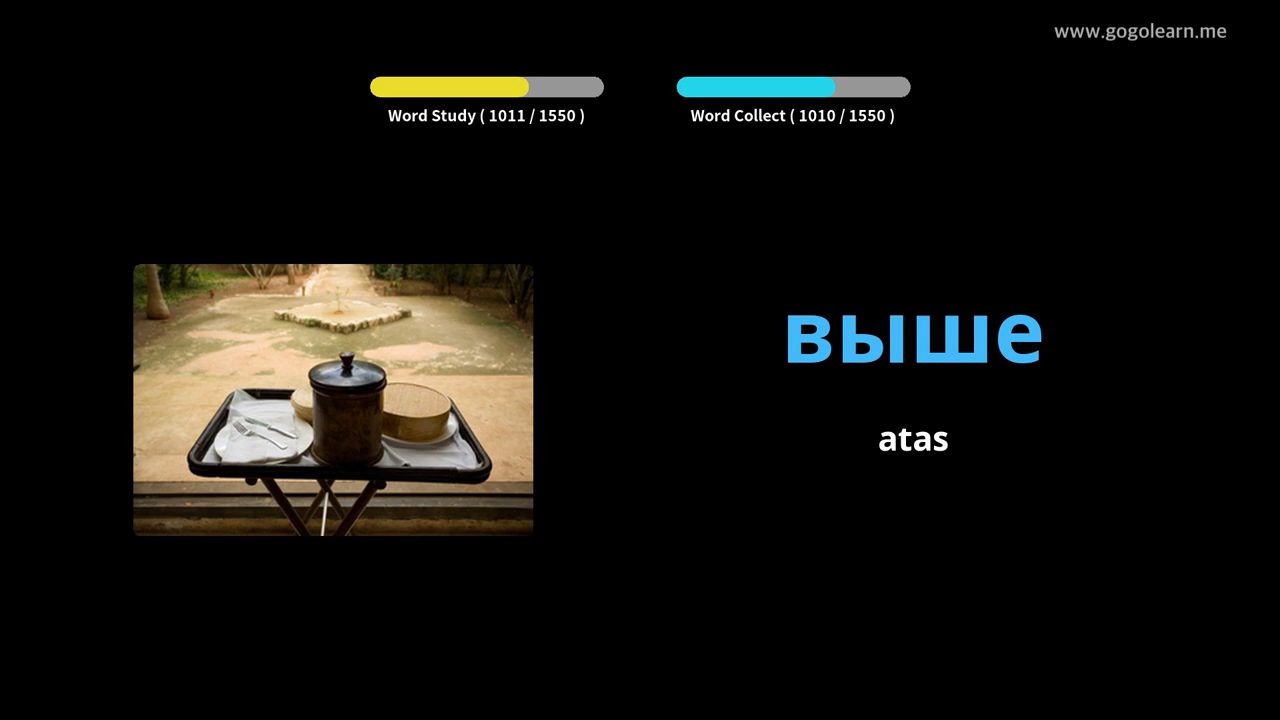 www.gogolearn.me
Word Study ( 1011 / 1550 )
Word Collect ( 1010 / 1550 )
выше
atas